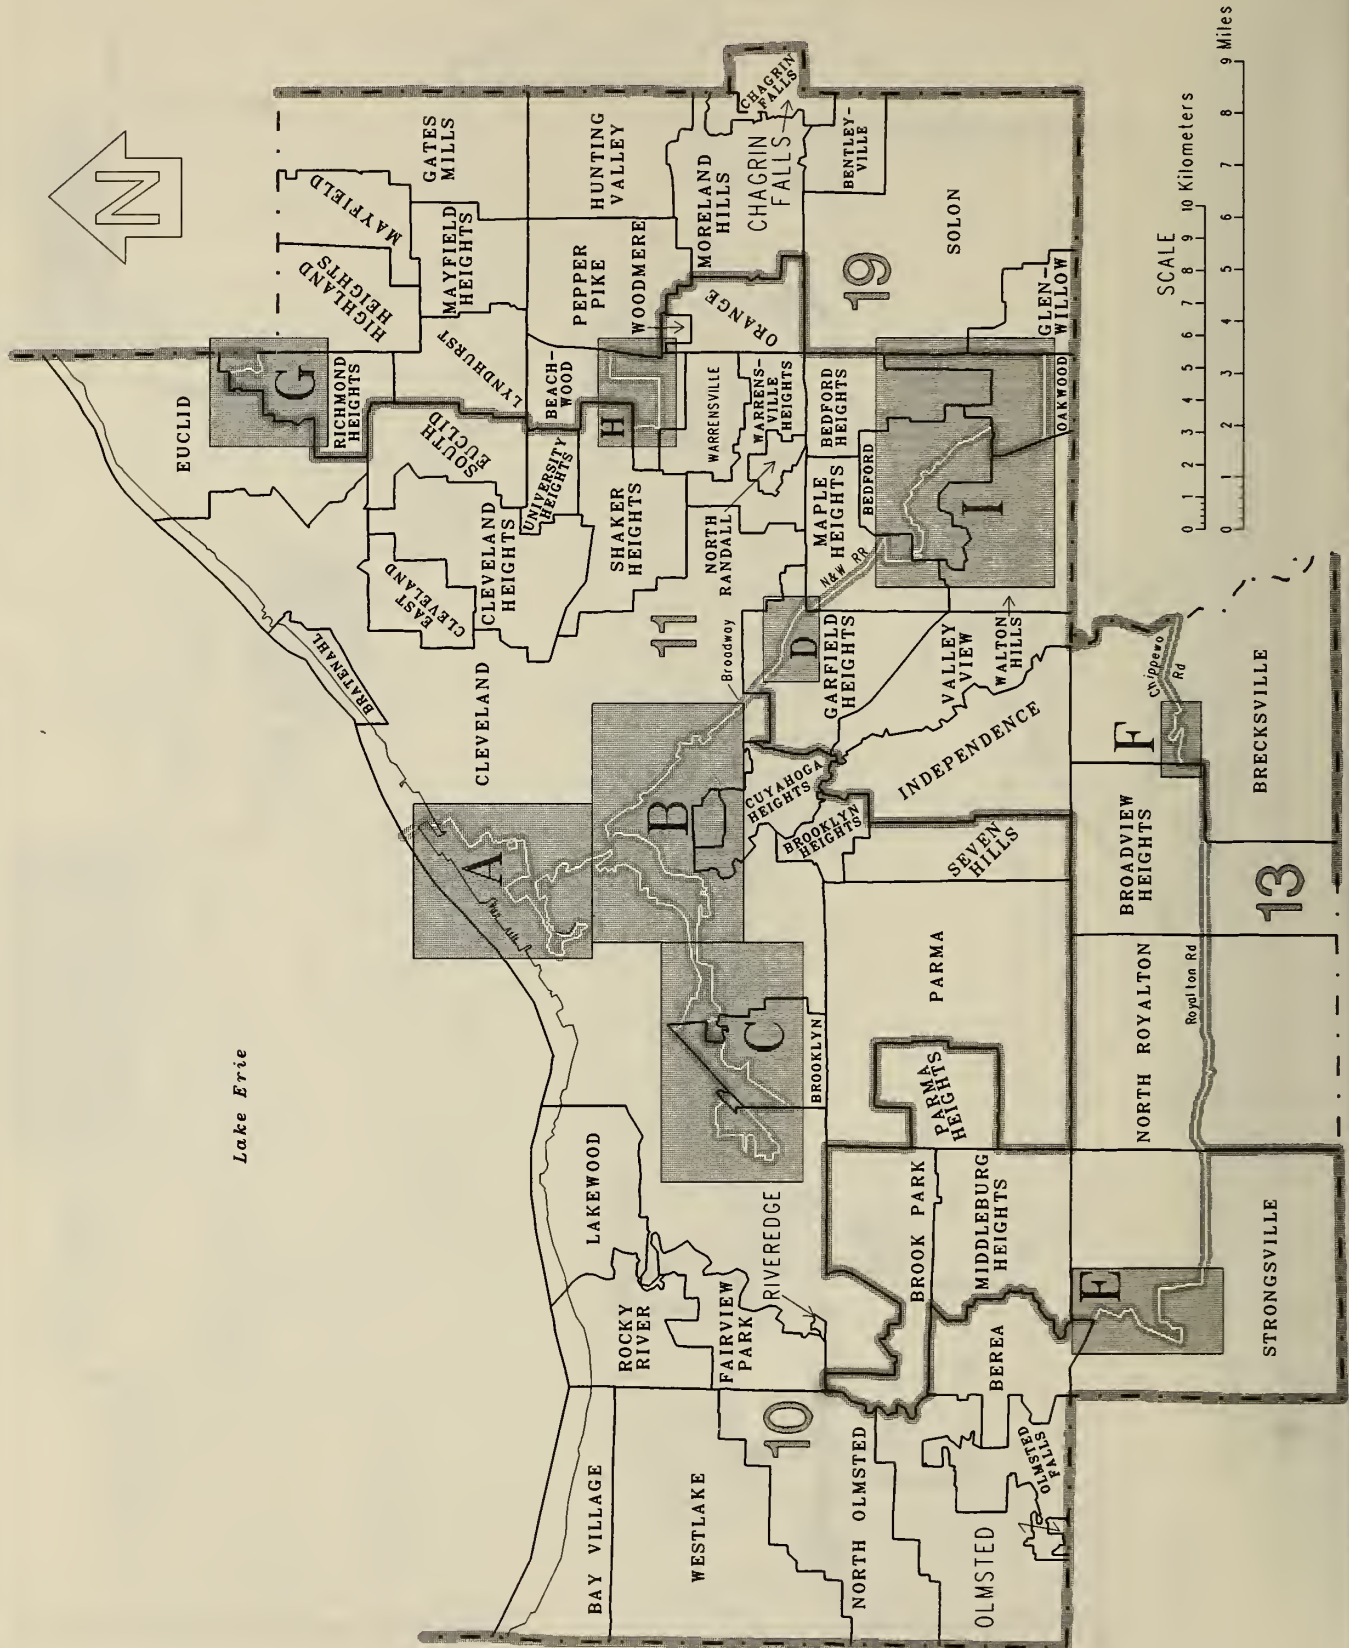 N
Lake Erie
EUCLID
G
RICHMOND
HEIGHTS
HIGHLAND
HEIGHTS
MAYFIELD
GATES
MILLS
MAYFIELD
HEIGHTS
LYNDHURST
SOUTH
EUCLID
BRATENAHL
EAST
CLEVELAND
CLEVELAND
HEIGHTS
UNIVERSITY
HEIGHTS
BEACH-
WOOD
PEPPER
PIKE
HUNTING
VALLEY
CLEVELAND
A
SHAKER
HEIGHTS
H
WOODMERE
MORELAND
HILLS
CHAGRIN
FALLS
CHAGRIN
FALLS
ORANGE
WARRENSVILLE
WARRENS-
VILLE
HEIGHTS
NORTH
RANDALL
11
B
Broadway
C
LAKEWOOD
ROCKY
RIVER
FAIRVIEW
PARK
RIVEREDGE
BAY VILLAGE
WESTLAKE
10
NORTH OLMSTED
BROOKLYN
CUYAHOGA
HEIGHTS
BROOKLYN
HEIGHTS
D
GARFIELD
HEIGHTS
N&W RR
MAPLE
HEIGHTS
BEDFORD
HEIGHTS
BEDFORD
BENTLEY-
VILLE
19
SOLON
I
GLEN-
WILLOW
OAKWOOD
WALTON
HILLS
VALLEY
VIEW
INDEPENDENCE
SEVEN
HILLS
PARMA
PARMA
HEIGHTS
BROOK PARK
MIDDLEBURG
HEIGHTS
BEREA
OLMSTED
FALLS
OLMSTED
E
STRONGSVILLE
NORTH ROYALTON
Royalton Rd
BROADVIEW
HEIGHTS
13
F
Chippewa
Rd
BRECKSVILLE
SCALE
0 1 2 3 4 5 6 7 8 9 10 Kilometers
0 1 2 3 4 5 6 7 8 9 Miles